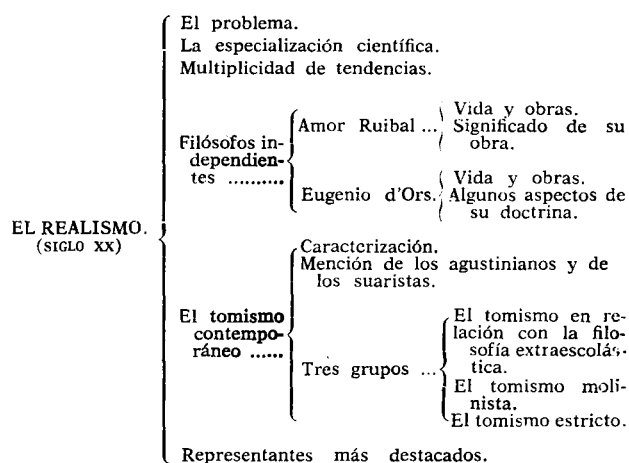 El problema.
La especialización científica.
Multiplicidad de tendencias.
Filósofos in-
dependien-
tes ..........
Amor Ruibal ...
Vida y obras.
Significado de su
obra.
Eugenio d'Ors.
Vida y obras.
Algunos aspectos de
su doctrina.
EL REALISMO.
(SIGLO XX)
El tomismo
contempo-
ráneo ......
Caracterización.
Mención de los agustinianos y de
los suaristas.
Tres grupos ...
El tomismo en re-
lación con la filo-
sofía extraescolás-
tica.
El tomismo moli-
nista.
El tomismo estricto.
Representantes más destacados.